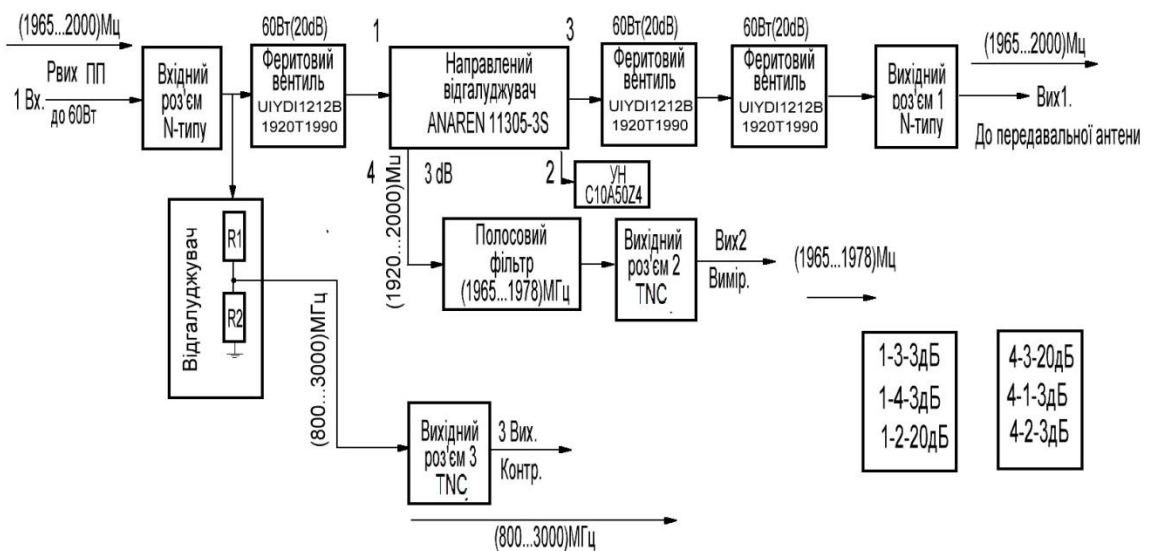 (1965...2000)Мц
Рвих ПП
1 Вх.
до 60Вт
Вхідний
роз'єм
N-типу
60Вт(20dB)
Феритовий
вентиль
UIYDI1212B
1920T1990
1
3
Направлений
відгалуджувач
ANAREN 11305-3S
4
3 dB
2
60Вт(20dB)
Феритовий
вентиль
UIYDI1212B
1920T1990
60Вт(20dB)
Феритовий
вентиль
UIYDI1212B
1920T1990
Вихідний
роз'єм 1
N-типу
(1965...2000)Мц
Вих1.
До передавальної антени
УН
C10A50Z4
(1920...2000)Мц
Полосовий
фільтр
(1965...1978)МГц
Вихідний
роз'єм 2
TNC
Вих2
Вимір.
(1965...1978)Мц
Відгалуджувач
R1
R2
(800...3000)МГц
Вихідний
роз'єм 3
TNC
3 Вих.
Контр.
(800...3000)МГц
1-3-3дБ
1-4-3дБ
1-2-20дБ
4-3-20дБ
4-1-3дБ
4-2-3дБ